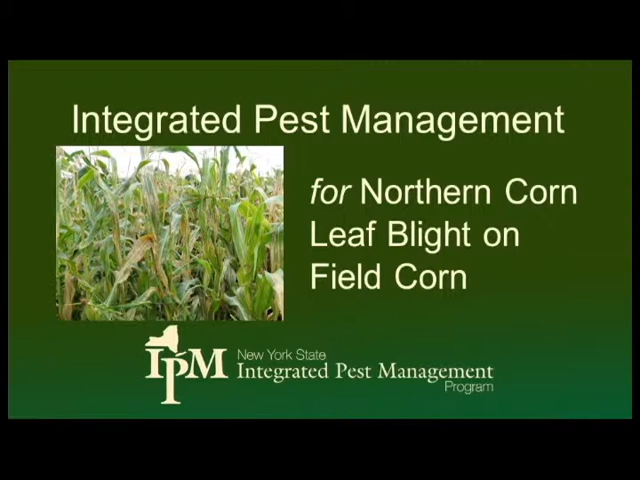 Integrated Pest Management
for Northern Corn
Leaf Blight on
Field Corn
IPM
New York State
Integrated Pest Management
Program